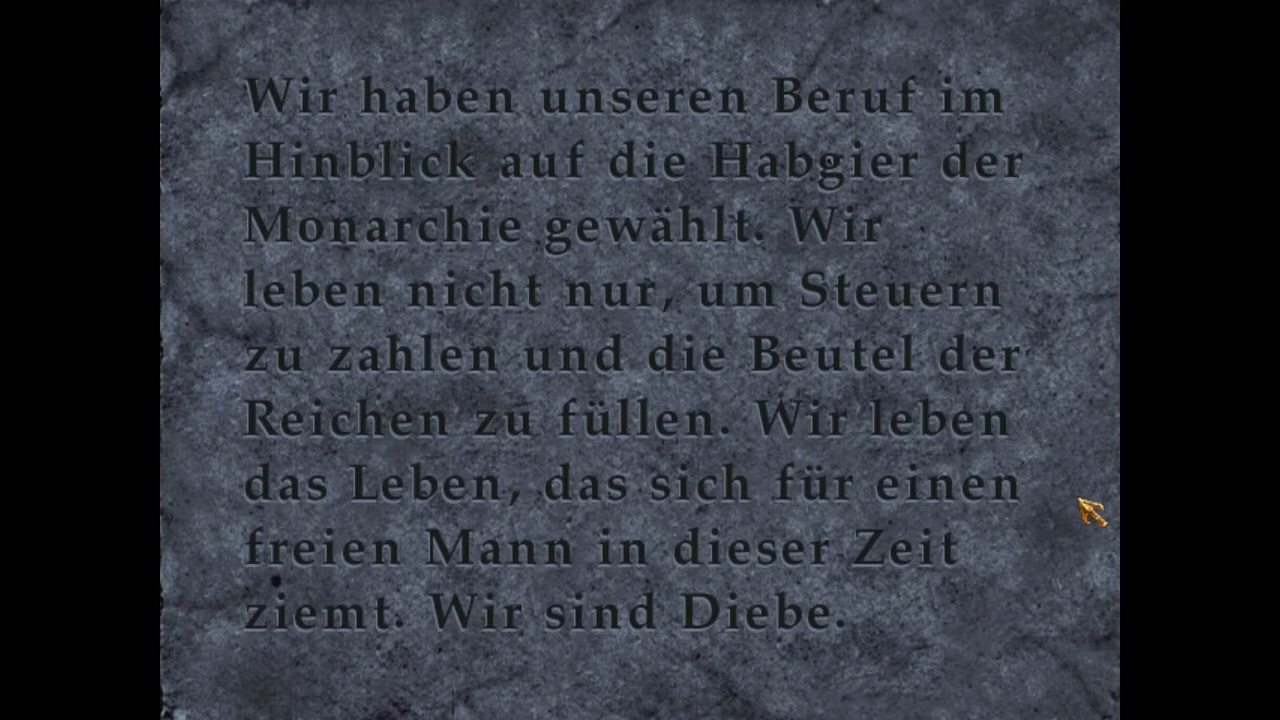 Wir haben unseren Beruf im
Hinblick auf die Habgier der
Monarchie gewählt. Wir
leben nicht nur, um Steuern
zu zahlen und die Beutel der
Reichen zu füllen. Wir leben
das Leben, das sich für einen
freien Mann in dieser Zeit
ziemt. Wir sind Diebe.